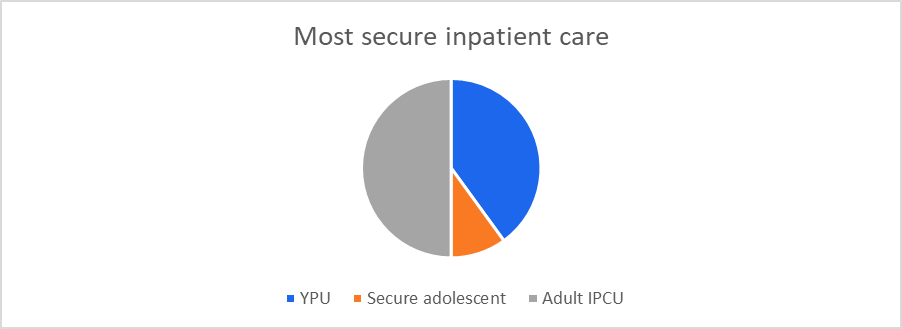 Most secure inpatient care
YPU Secure adolescent Adult IPCU